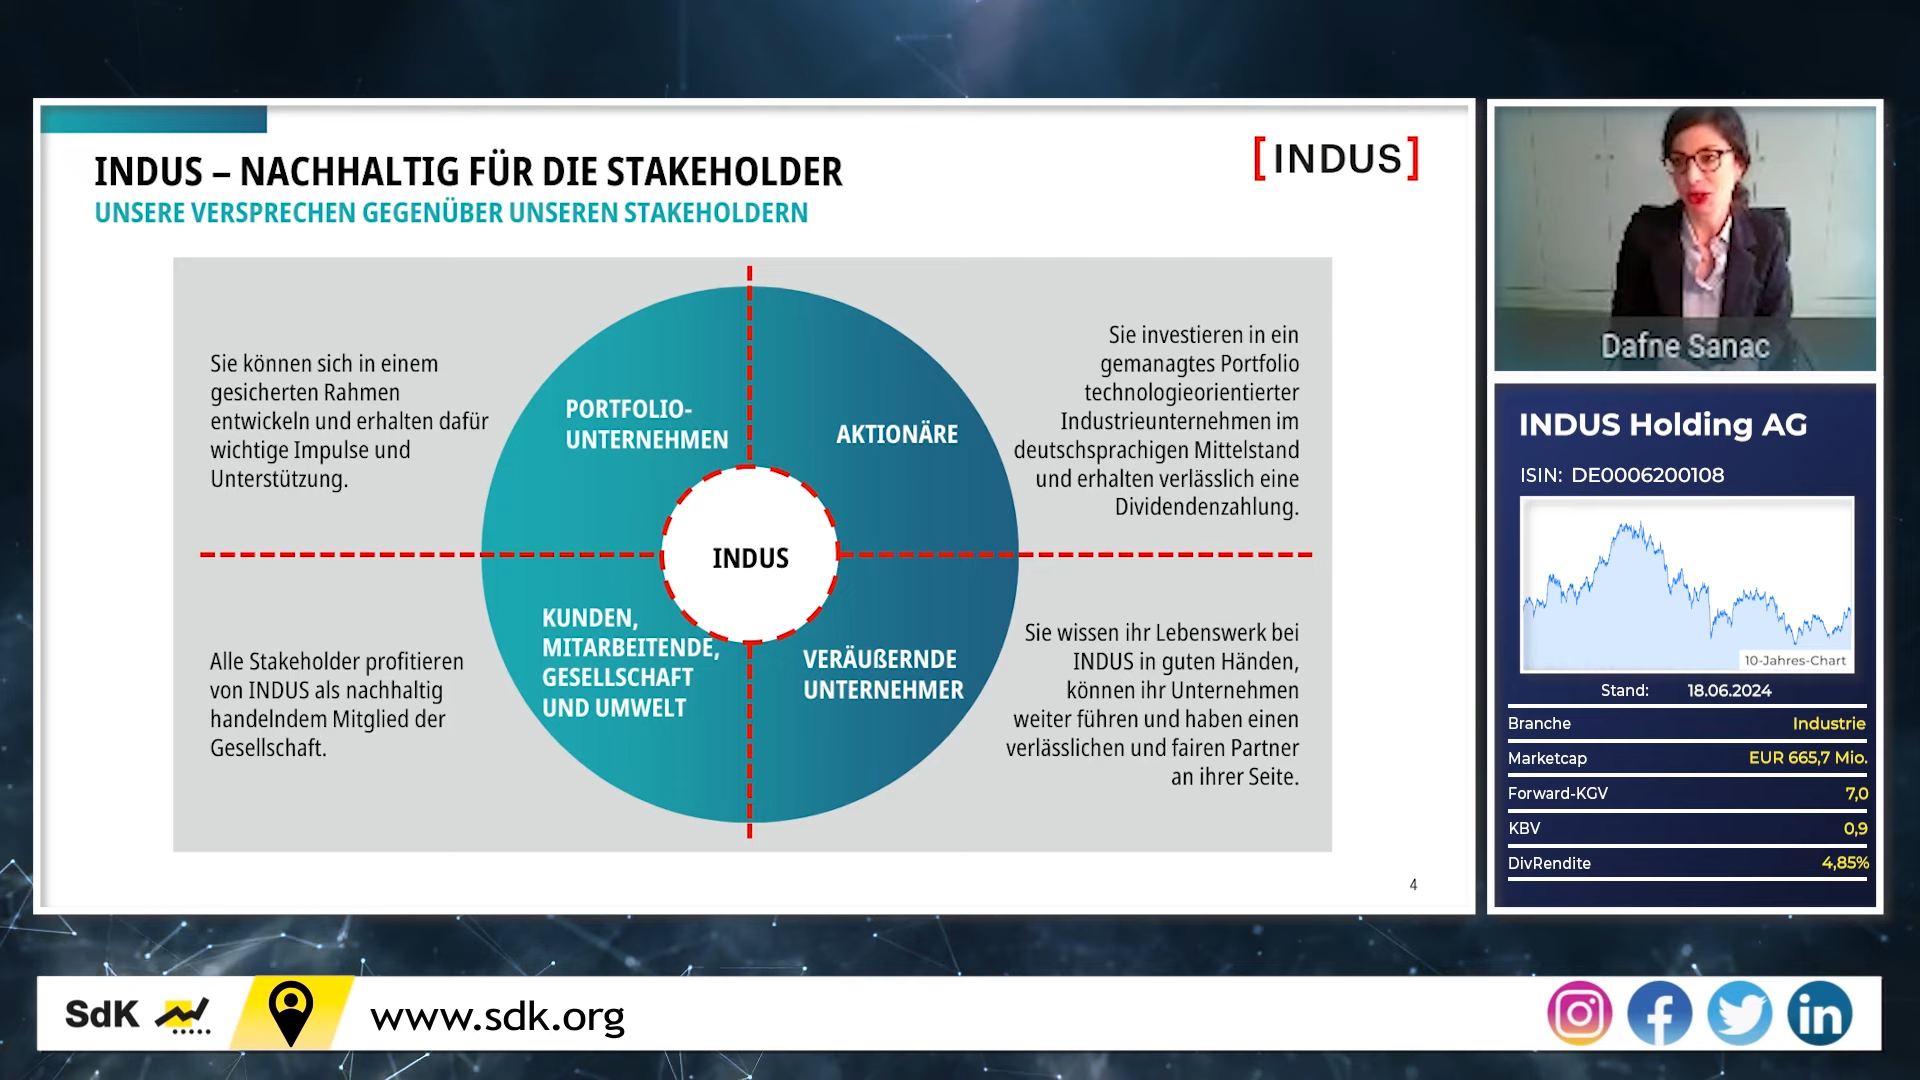 INDUS – NACHHALTIG FÜR DIE STAKEHOLDER
UNSERE VERSPRECHEN GEGENÜBER UNSEREN STAKEHOLDERN
[INDUS]
Sie können sich in einem
gesicherten Rahmen
entwickeln und erhalten dafür
wichtige Impulse und
Unterstützung.
PORTFOLIO-
UNTERNEHMEN
AKTIONÄRE
Sie investieren in ein
gemanagtes Portfolio
technologieorientierter
Industrieunternehmen im
deutschsprachigen Mittelstand
und erhalten verlässlich eine
Dividendenzahlung.
INDUS
Alle Stakeholder profitieren
von INDUS als nachhaltig
handelndem Mitglied der
Gesellschaft.
KUNDEN,
MITARBEITENDE,
GESELLSCHAFT
UND UMWELT
VERÄUßERNDE
UNTERNEHMER
Sie wissen ihr Lebenswerk bei
INDUS in guten Händen,
können ihr Unternehmen
weiter führen und haben einen
verlässlichen und fairen Partner
an ihrer Seite.
4
Dafne Sanac
INDUS Holding AG
ISIN: DE0006200108
10-Jahres-Chart
Stand: 18.06.2024
Branche Industrie
Marketcap EUR 665,7 Mio.
Forward-KGV 7,0
KBV 0,9
DivRendite 4,85%
SdK
www.sdk.org